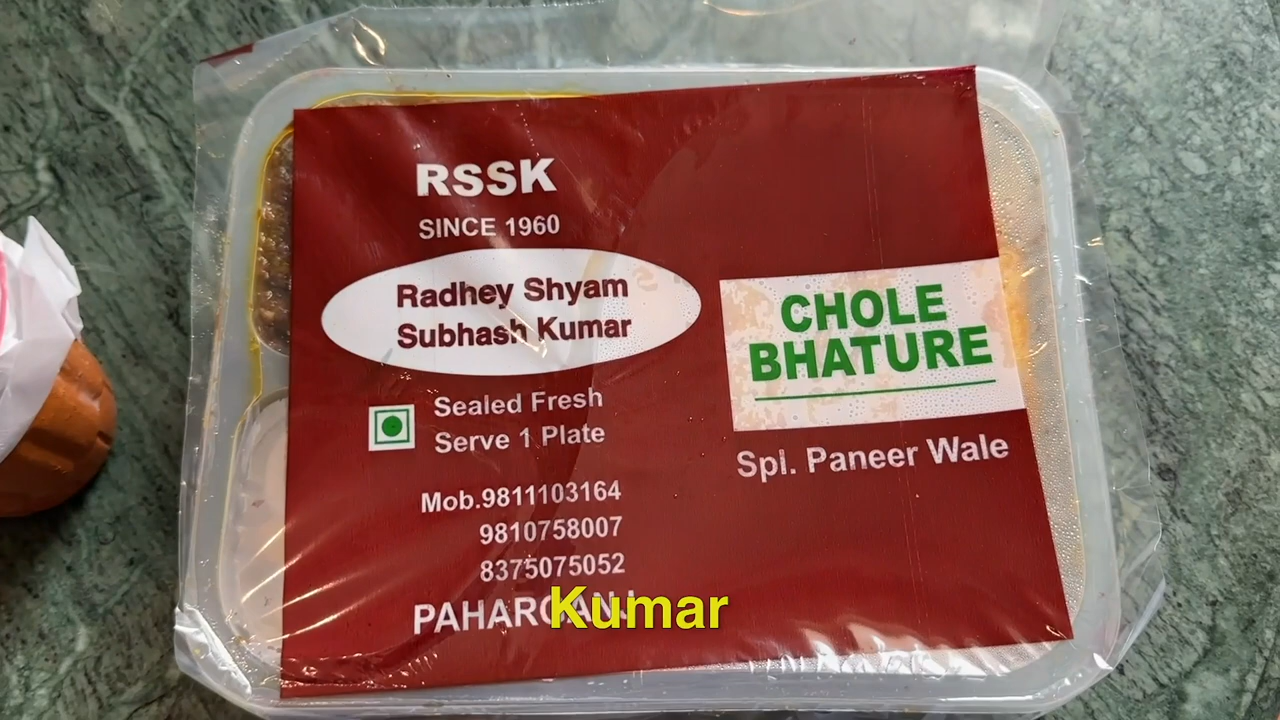 RSSK
SINCE 1960
Radhey Shyam
Subhash Kumar
Sealed Fresh
Serve 1 Plate
Mob.9811103164
9810758007
8375075052
PAHARGANJ
CHOLE
BHATURE
Spl. Paneer Wale
Kumar